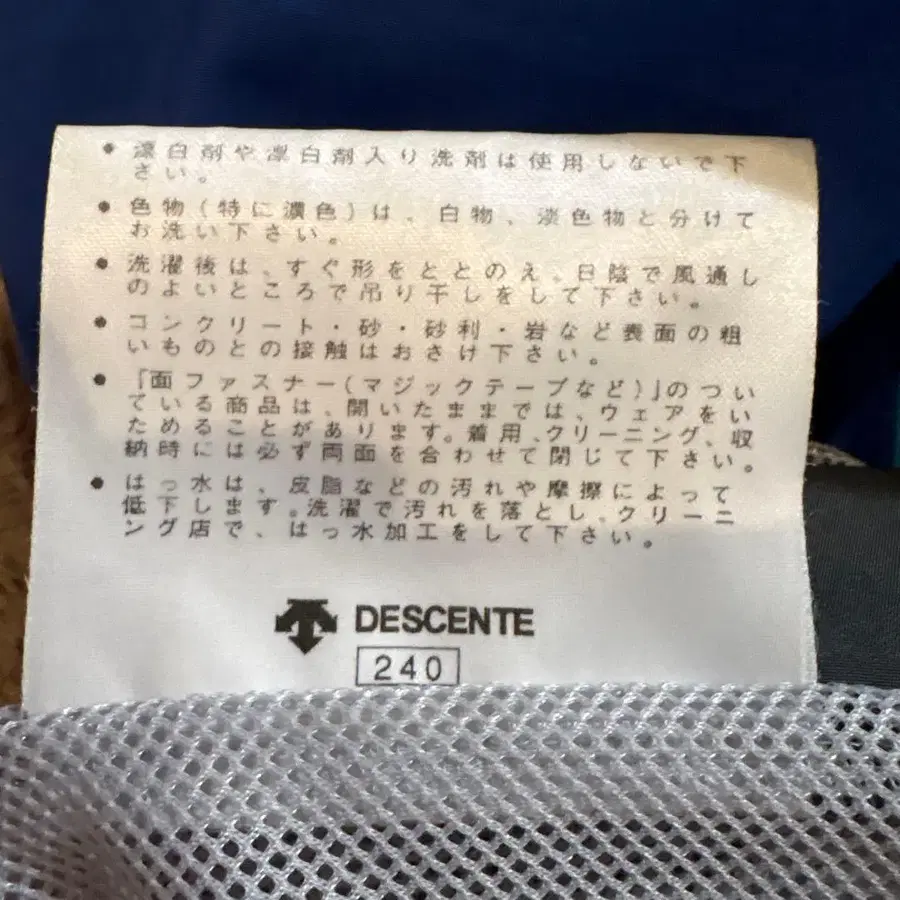 • 漂白剤や漂白剤入り洗剤は使用しないで下
さい。
• 色物(特に濃色)は、白物、淡色物と分けて
お洗い下さい。
• 洗濯後は、すぐ形をととのえ、日陰で風通し
のよいところで吊り干しをして下さい。
• コンクリート・砂・砂利・岩など表面の粗
いものとの接触はおさけ下さい。
• 「面ファスナー(マジックテープなど)」のつい
ている商品は、開いたままでは、ウェアをい
ためることがあります。着用、クリーニング、収
納時には必ず両面を合わせて閉じて下さい。
• はっ水は、皮脂などの汚れや摩擦によって
低下します。洗濯で汚れを落とし、クリーニ
ング店で、はっ水加工をして下さい。
DESCENTE
240